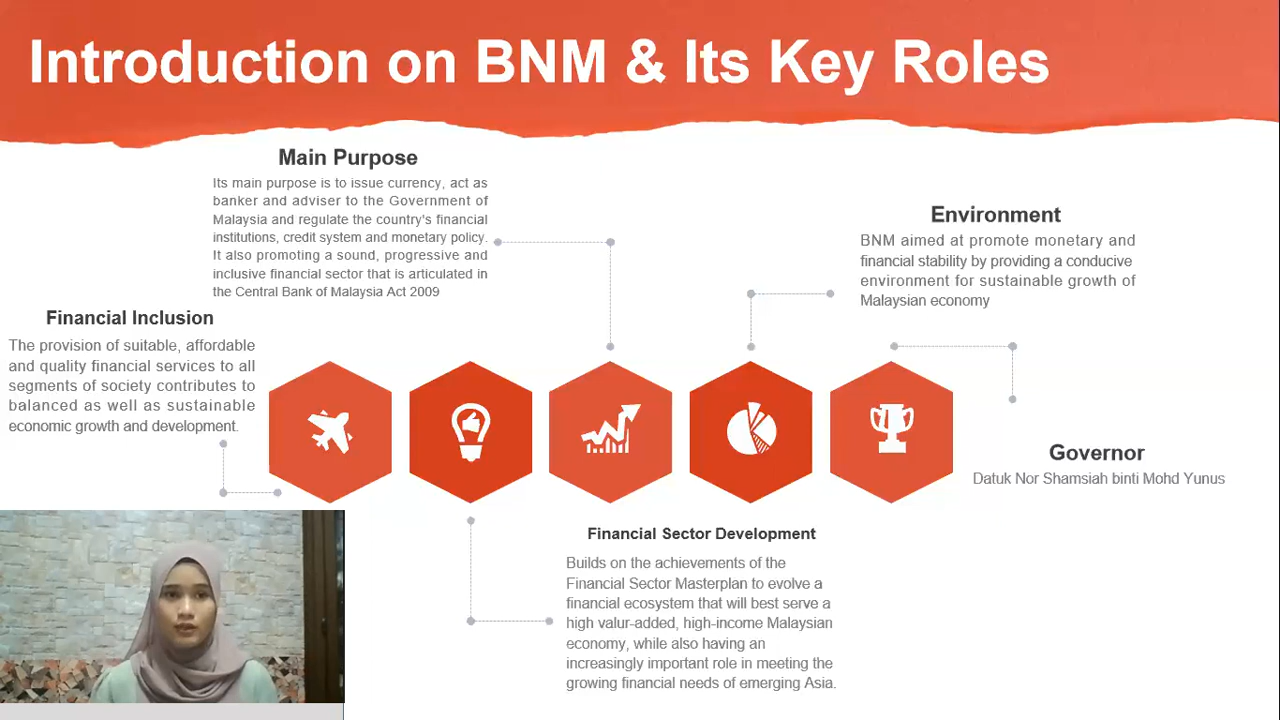 Introduction on BNM & Its Key Roles
Main Purpose
Its main purpose is to issue currency, act as
banker and adviser to the Government of
Malaysia and regulate the country's financial
institutions, credit system and monetary policy.
It also promoting a sound, progressive and
inclusive financial sector that is articulated in
the Central Bank of Malaysia Act 2009
Environment
BNM aimed at promote monetary and
financial stability by providing a conducive
environment for sustainable growth of
Malaysian economy
Financial Inclusion
The provision of suitable, affordable
and quality financial services to all
segments of society contributes to
balanced as well as sustainable
economic growth and development.
Governor
Datuk Nor Shamsiah binti Mohd Yunus
Financial Sector Development
Builds on the achievements of the
Financial Sector Masterplan to evolve a
financial ecosystem that will best serve a
high valur-added, high-income Malaysian
economy, while also having an
increasingly important role in meeting the
growing financial needs of emerging Asia.